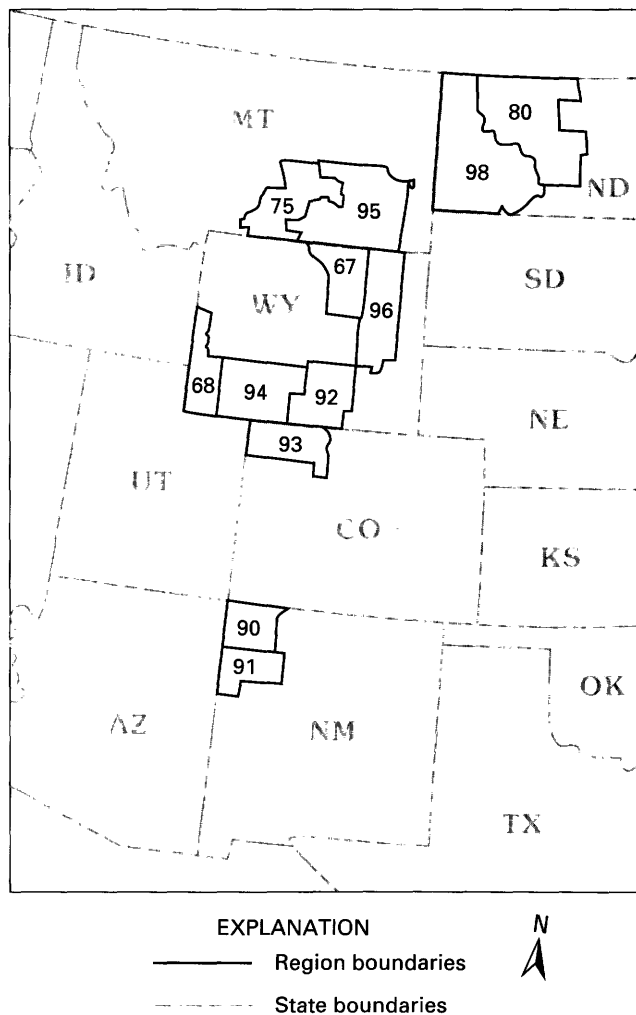 MT
80
98
ND
75
95
67
ID
WY
96
SD
68
94
92
NE
93
UT
CO
KS
90
91
OK
AZ
NM
TX
EXPLANATION
N
Region boundaries
State boundaries